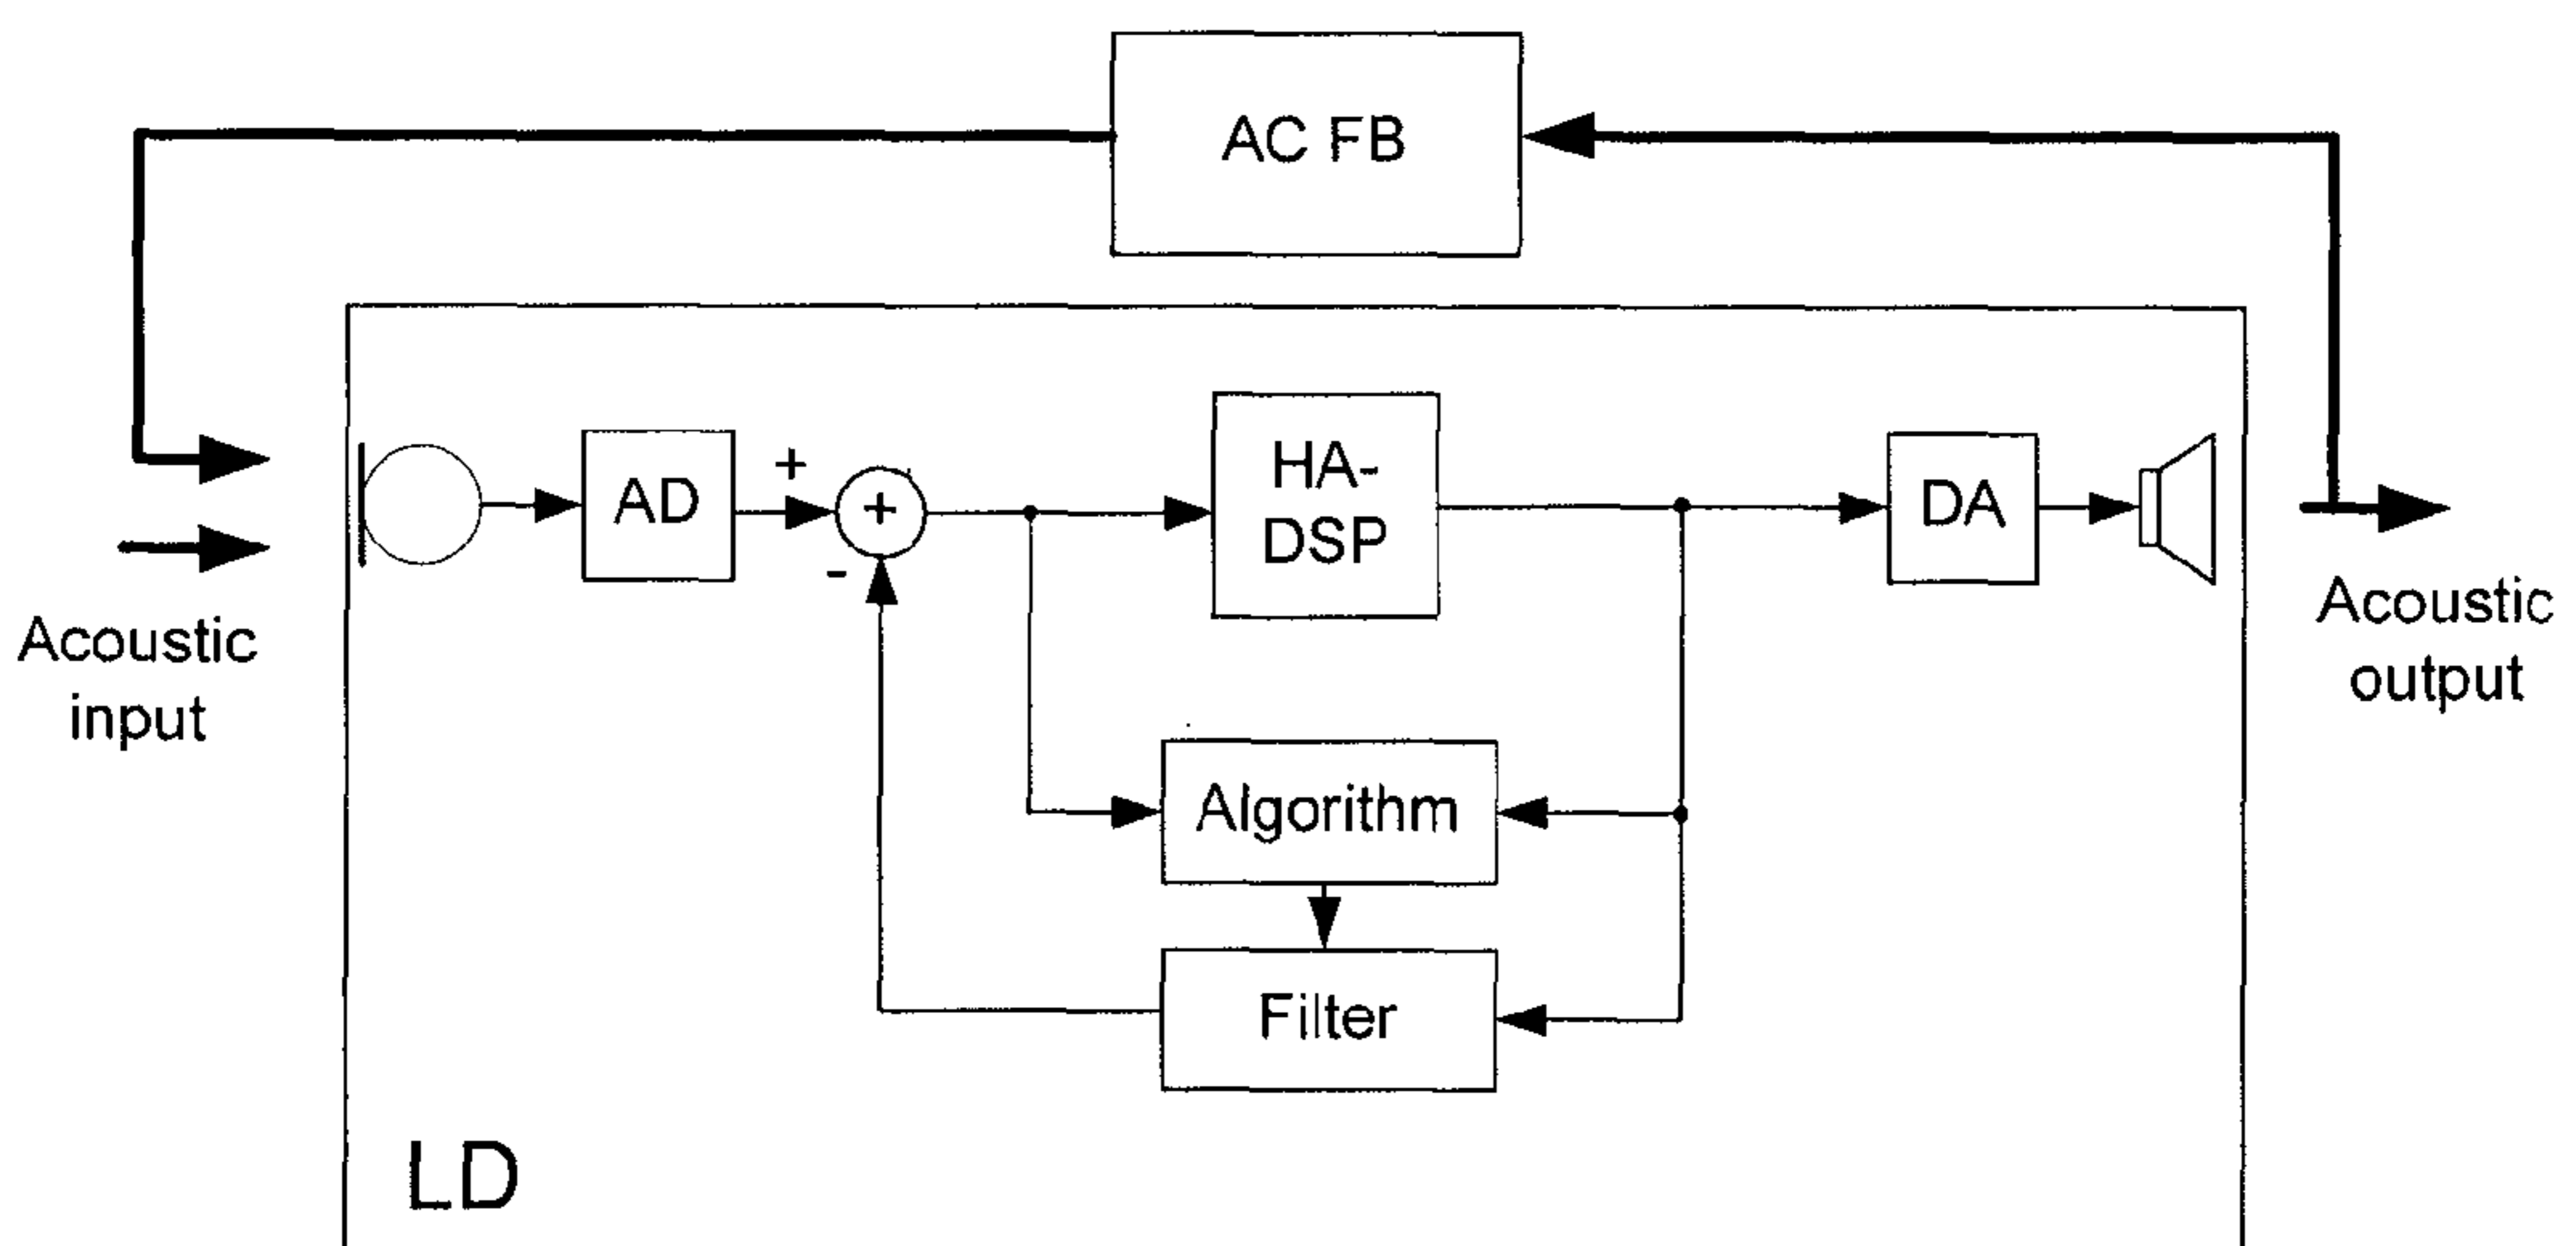 AC FB
AD
+
+
-
HA-
DSP
DA
Acoustic
input
Acoustic
output
Algorithm
Filter
LD